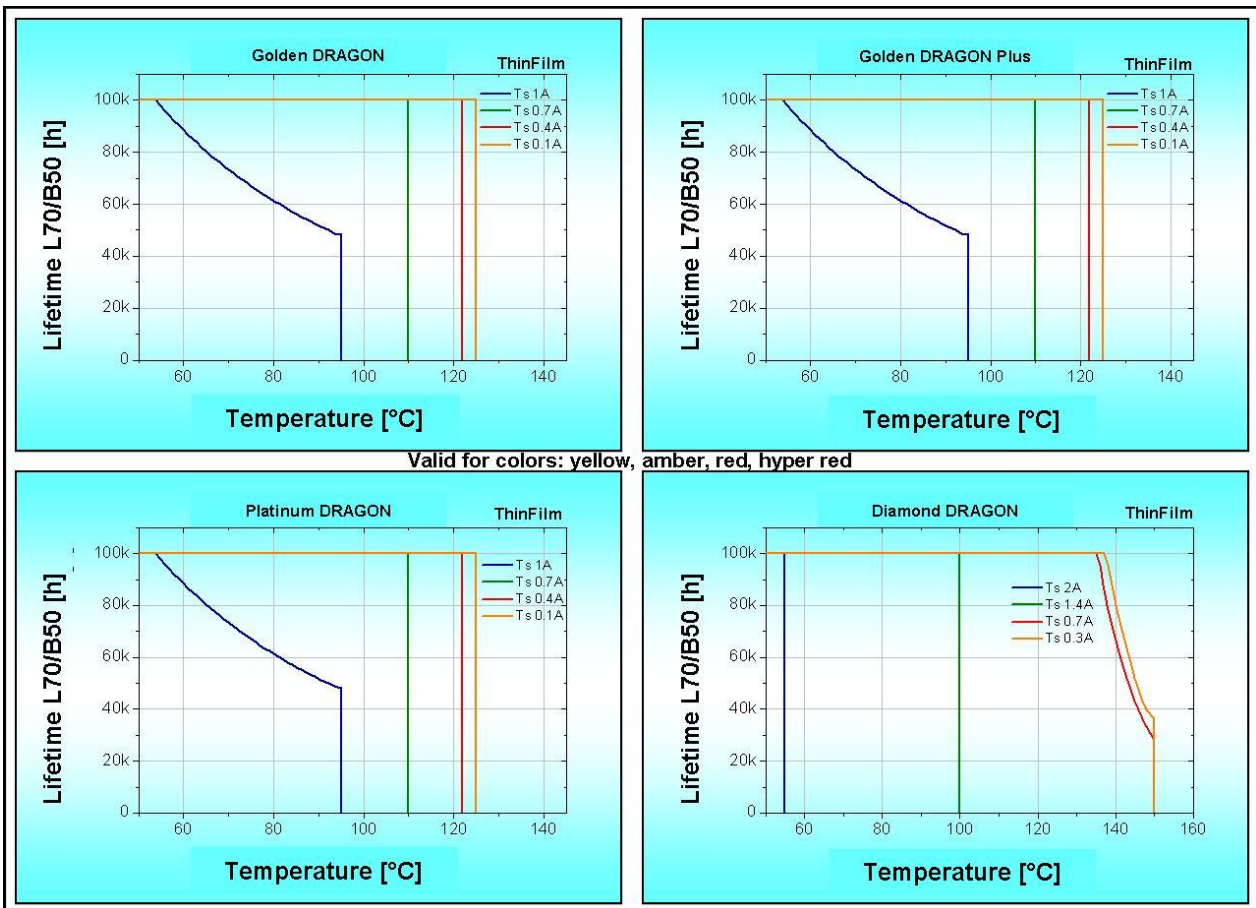 Golden DRAGON
ThinFilm
Ts 1A
Ts 0.7A
Ts 0.4A
Ts 0.1A
Lifetime L70/B50 [h]
100k
80k
60k
40k
20k
0
60 80 100 120 140
Temperature [°C]
Golden DRAGON Plus
ThinFilm
Ts 1A
Ts 0.7A
Ts 0.4A
Ts 0.1A
Lifetime L70/B50 [h]
100k
80k
60k
40k
20k
0
60 80 100 120 140
Temperature [°C]
Valid for colors: yellow, amber, red, hyper red
Platinum DRAGON
ThinFilm
Ts 1A
Ts 0.7A
Ts 0.4A
Ts 0.1A
Lifetime L70/B50 [h]
100k
80k
60k
40k
20k
0
60 80 100 120 140
Temperature [°C]
Diamond DRAGON
ThinFilm
Ts 2A
Ts 1.4A
Ts 0.7A
Ts 0.3A
Lifetime L70/B50 [h]
100k
80k
60k
40k
20k
0
60 80 100 120 140 160
Temperature [°C]